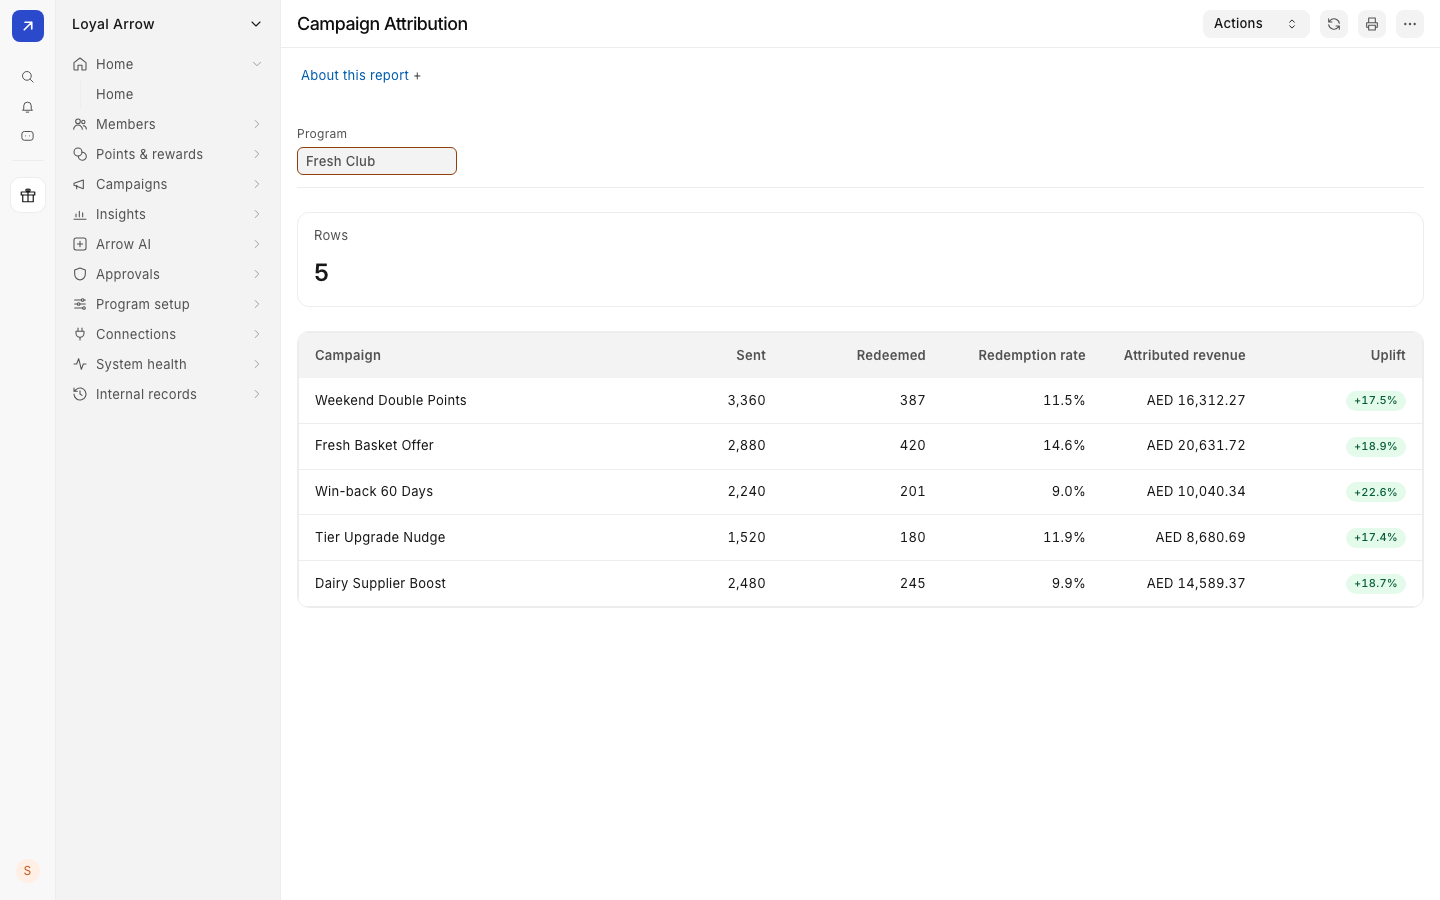 Loyal Arrow
Home
Home
Members
Points & rewards
Campaigns
Insights
Arrow AI
Approvals
Program setup
Connections
System health
Internal records
S
Campaign Attribution
Actions
About this report +
Program
Fresh Club
Rows
5
Campaign Sent Redeemed Redemption rate Attributed revenue Uplift
Weekend Double Points 3,360 387 11.5% AED 16,312.27 +17.5%
Fresh Basket Offer 2,880 420 14.6% AED 20,631.72 +18.9%
Win-back 60 Days 2,240 201 9.0% AED 10,040.34 +22.6%
Tier Upgrade Nudge 1,520 180 11.9% AED 8,680.69 +17.4%
Dairy Supplier Boost 2,480 245 9.9% AED 14,589.37 +18.7%